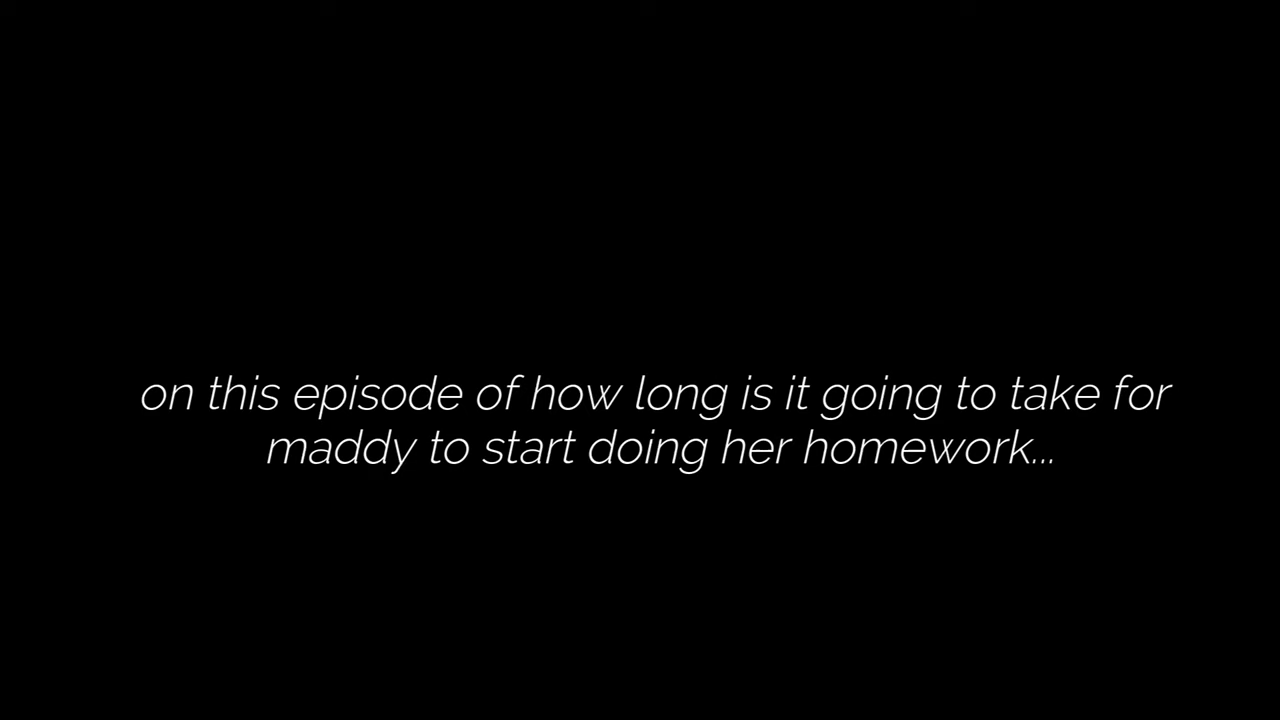 on this episode of how long is it going to take for
maddy to start doing her homework...